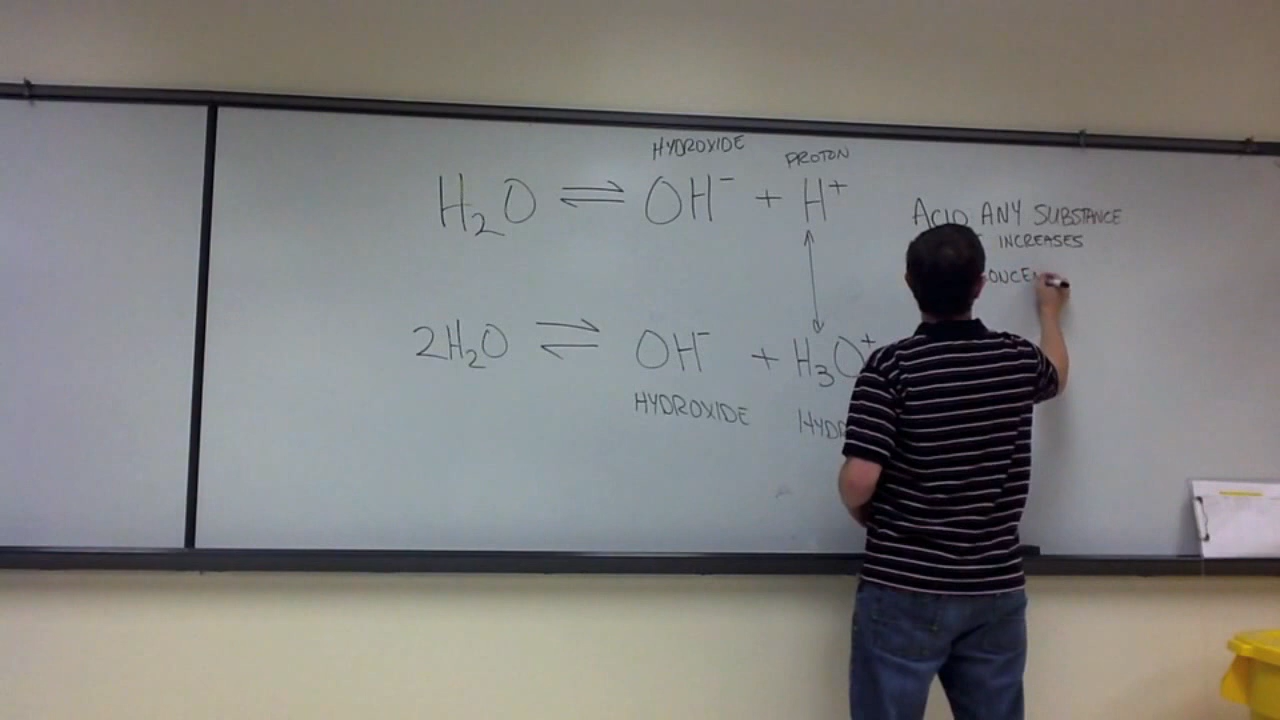 HYDROXIDE PROTON
H₂O ⇌ OH⁻ + H⁺
ACID ANY SUBSTANCE
INCREASES
2H₂O ⇌ OH⁻ + H₃O⁺
HYDROXIDE